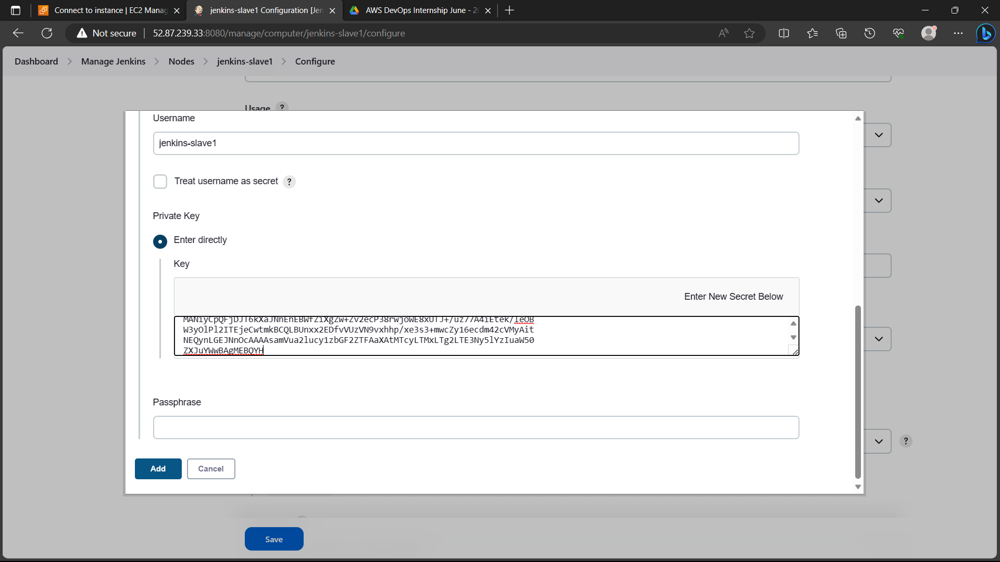 Connect to instance | EC2 Manag
jenkins-slave1 Configuration [Jen
AWS DevOps Internship June - 2
Not secure
52.87.239.33:8080/manage/computer/jenkins-slave1/configure
Dashboard > Manage Jenkins > Nodes > jenkins-slave1 > Configure
Usage ?
Username
jenkins-slave1
Treat username as secret ?
Private Key
Enter directly
Key
Enter New Secret Below
W3yOlPl2ITEjeCwtmkBCQLBUnxx2EDfvVUzVN9vxhhp/xe3s3+mwcZy16ecdm42cVMyAit
NEQynLGEJNnOcAAAAsamVua2lucy1zbGF2ZTFAaXAtMTcyLTMxLTg2LTE3Ny5lYzIuaW50
ZXJuYWwBAgMEBQYH
Passphrase
Add
Cancel
?
Save